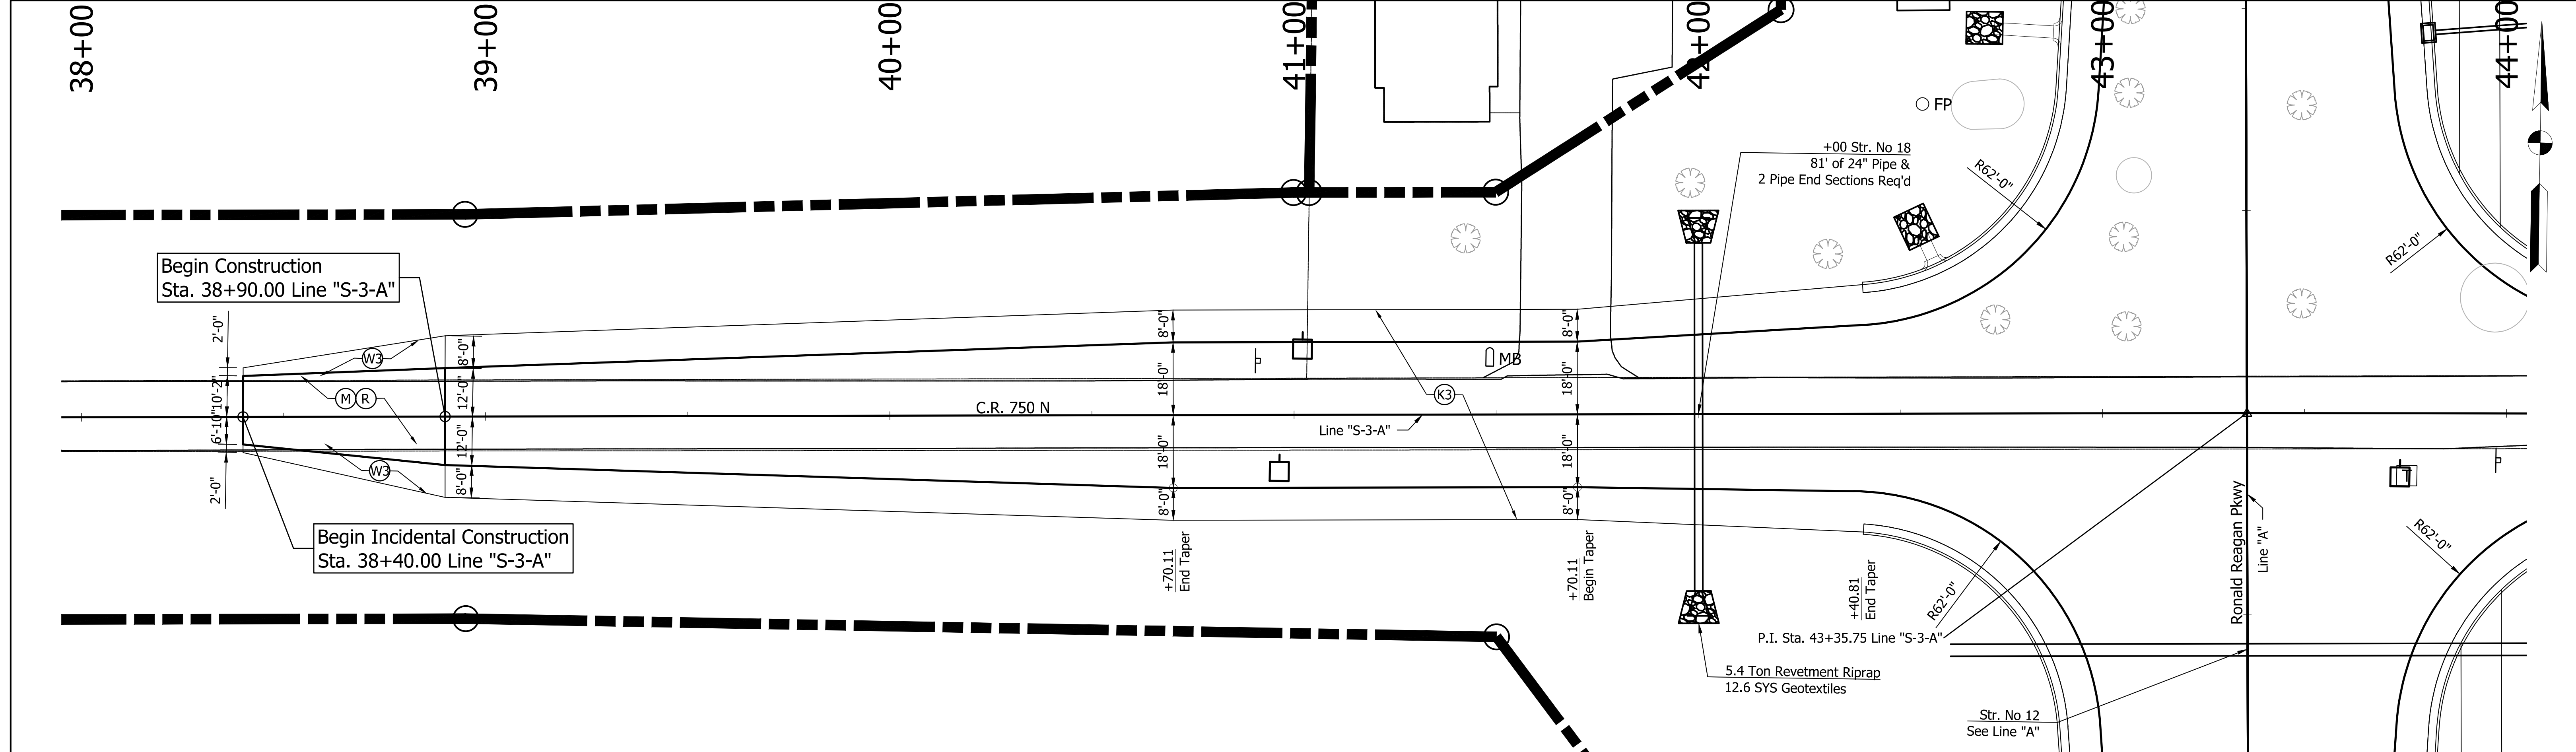 38+00
39+00
40+00
41+00
42+00
43+00
44+00
FP
+00 Str. No 18
81' of 24" Pipe &
2 Pipe End Sections Req'd
R62'-0"
R62'-0"
Begin Construction
Sta. 38+90.00 Line "S-3-A"
2'-0"
W3
8'-0"
8'-0"
8'-0"
MB
10'-2"
M
R
12'-0"
18'-0"
18'-0"
K3
C.R. 750 N
Line "S-3-A"
6'-10"
12'-0"
18'-0"
18'-0"
W3
2'-0"
8'-0"
8'-0"
8'-0"
T
Begin Incidental Construction
Sta. 38+40.00 Line "S-3-A"
+70.11
End Taper
+70.11
Begin Taper
+40.81
End Taper
R62'-0"
R62'-0"
Ronald Reagan Pkwy
Line "A"
P.I. Sta. 43+35.75 Line "S-3-A"
5.4 Ton Revetment Riprap
12.6 SYS Geotextiles
Str. No 12
See Line "A"